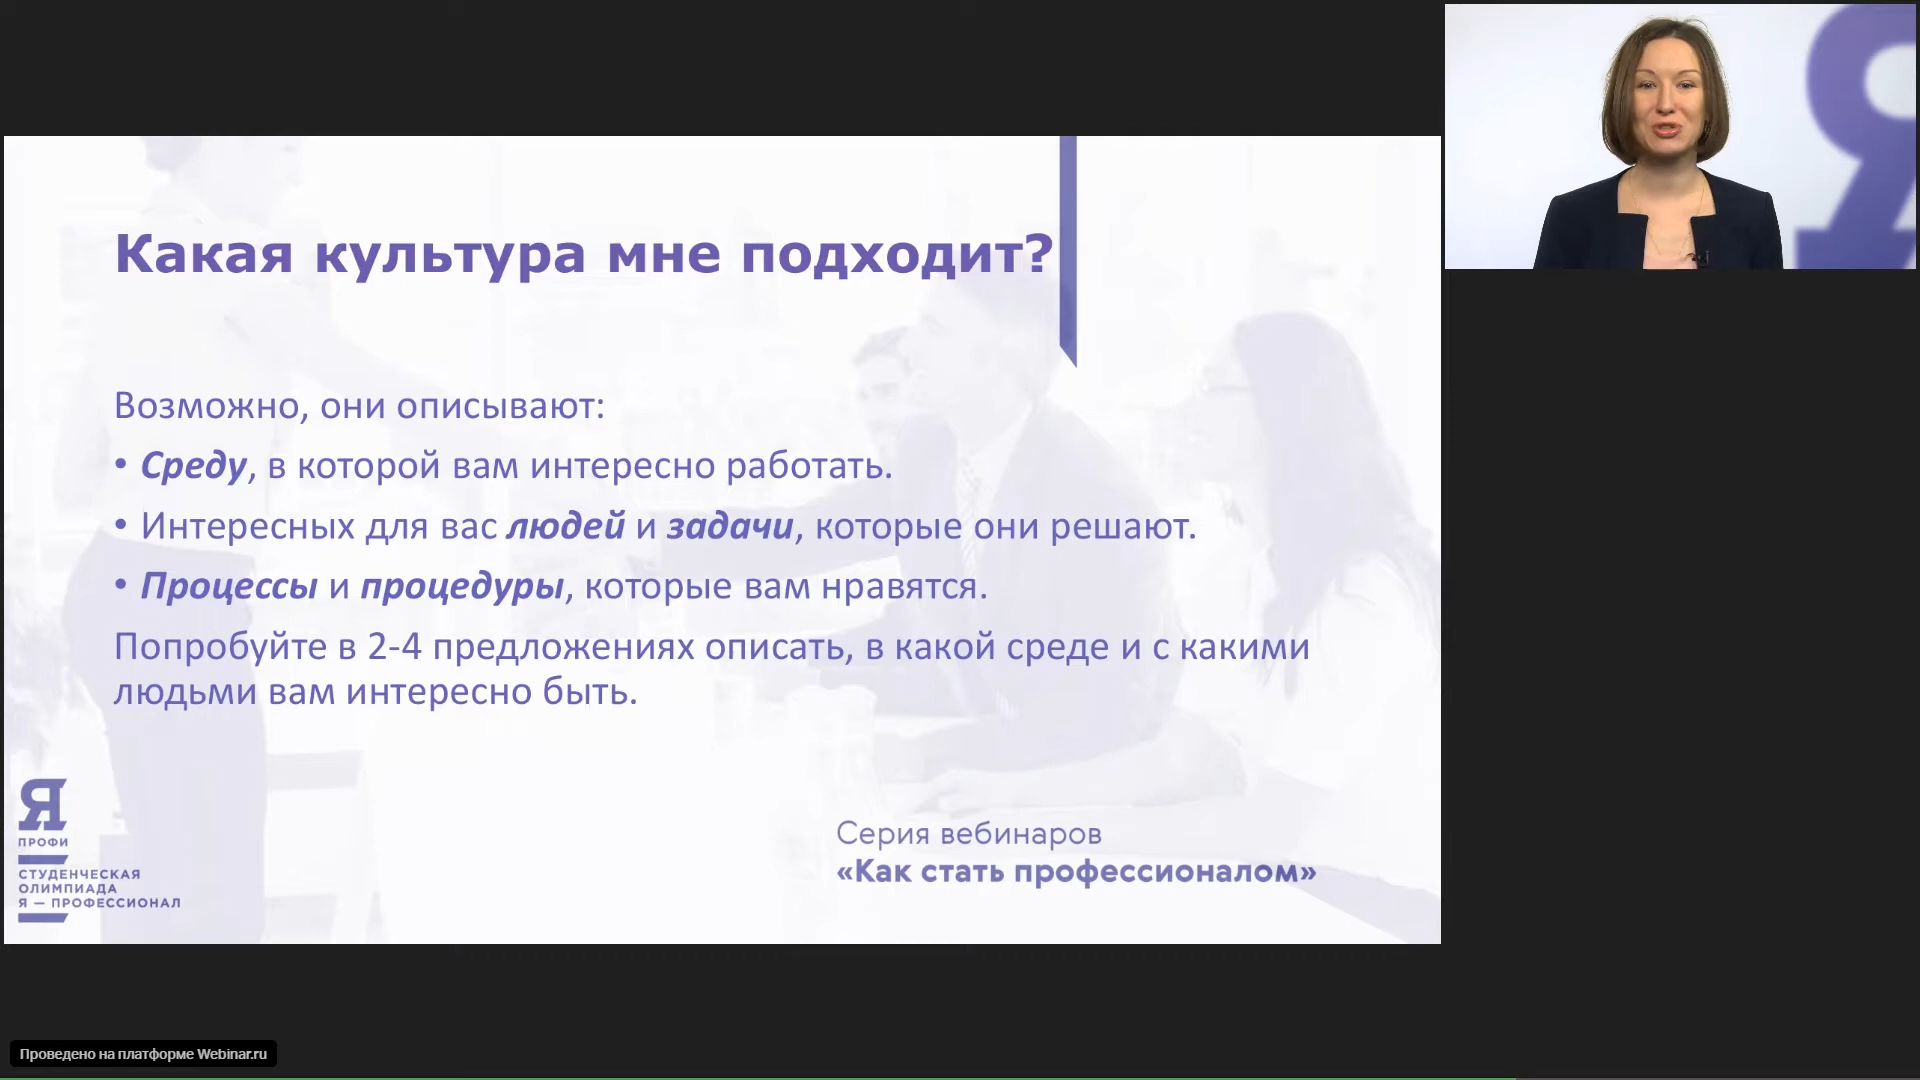 Какая культура мне подходит?
Возможно, они описывают:
• Среду, в которой вам интересно работать.
• Интересных для вас людей и задачи, которые они решают.
• Процессы и процедуры, которые вам нравятся.
Попробуйте в 2-4 предложениях описать, в какой среде и с какими
людьми вам интересно быть.
Я
ПРОФИ
СТУДЕНЧЕСКАЯ
ОЛИМПИАДА
Я — ПРОФЕССИОНАЛ
Серия вебинаров
«Как стать профессионалом»
Я
Проведено на платформе Webinar.ru